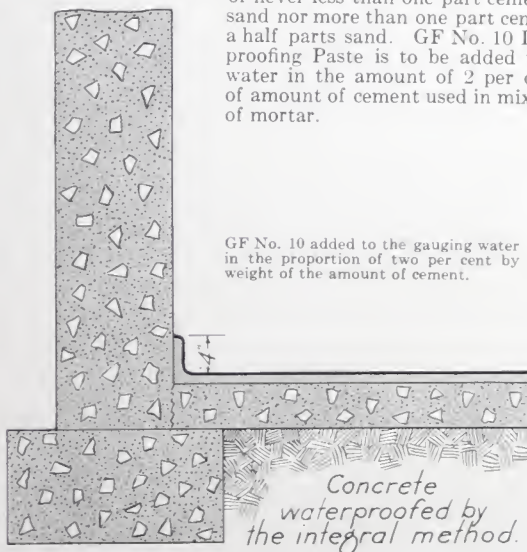 of never less than one part ceme
sand nor more than one part cem
a half parts sand. GF No. 10
proofing Paste is to be added
water in the amount of 2 per c
of amount of cement used in mix
of mortar.
GF No. 10 added to the gauging water
in the proportion of two per cent by
weight of the amount of cement.
4"
Concrete
waterproofed by
the integral method.